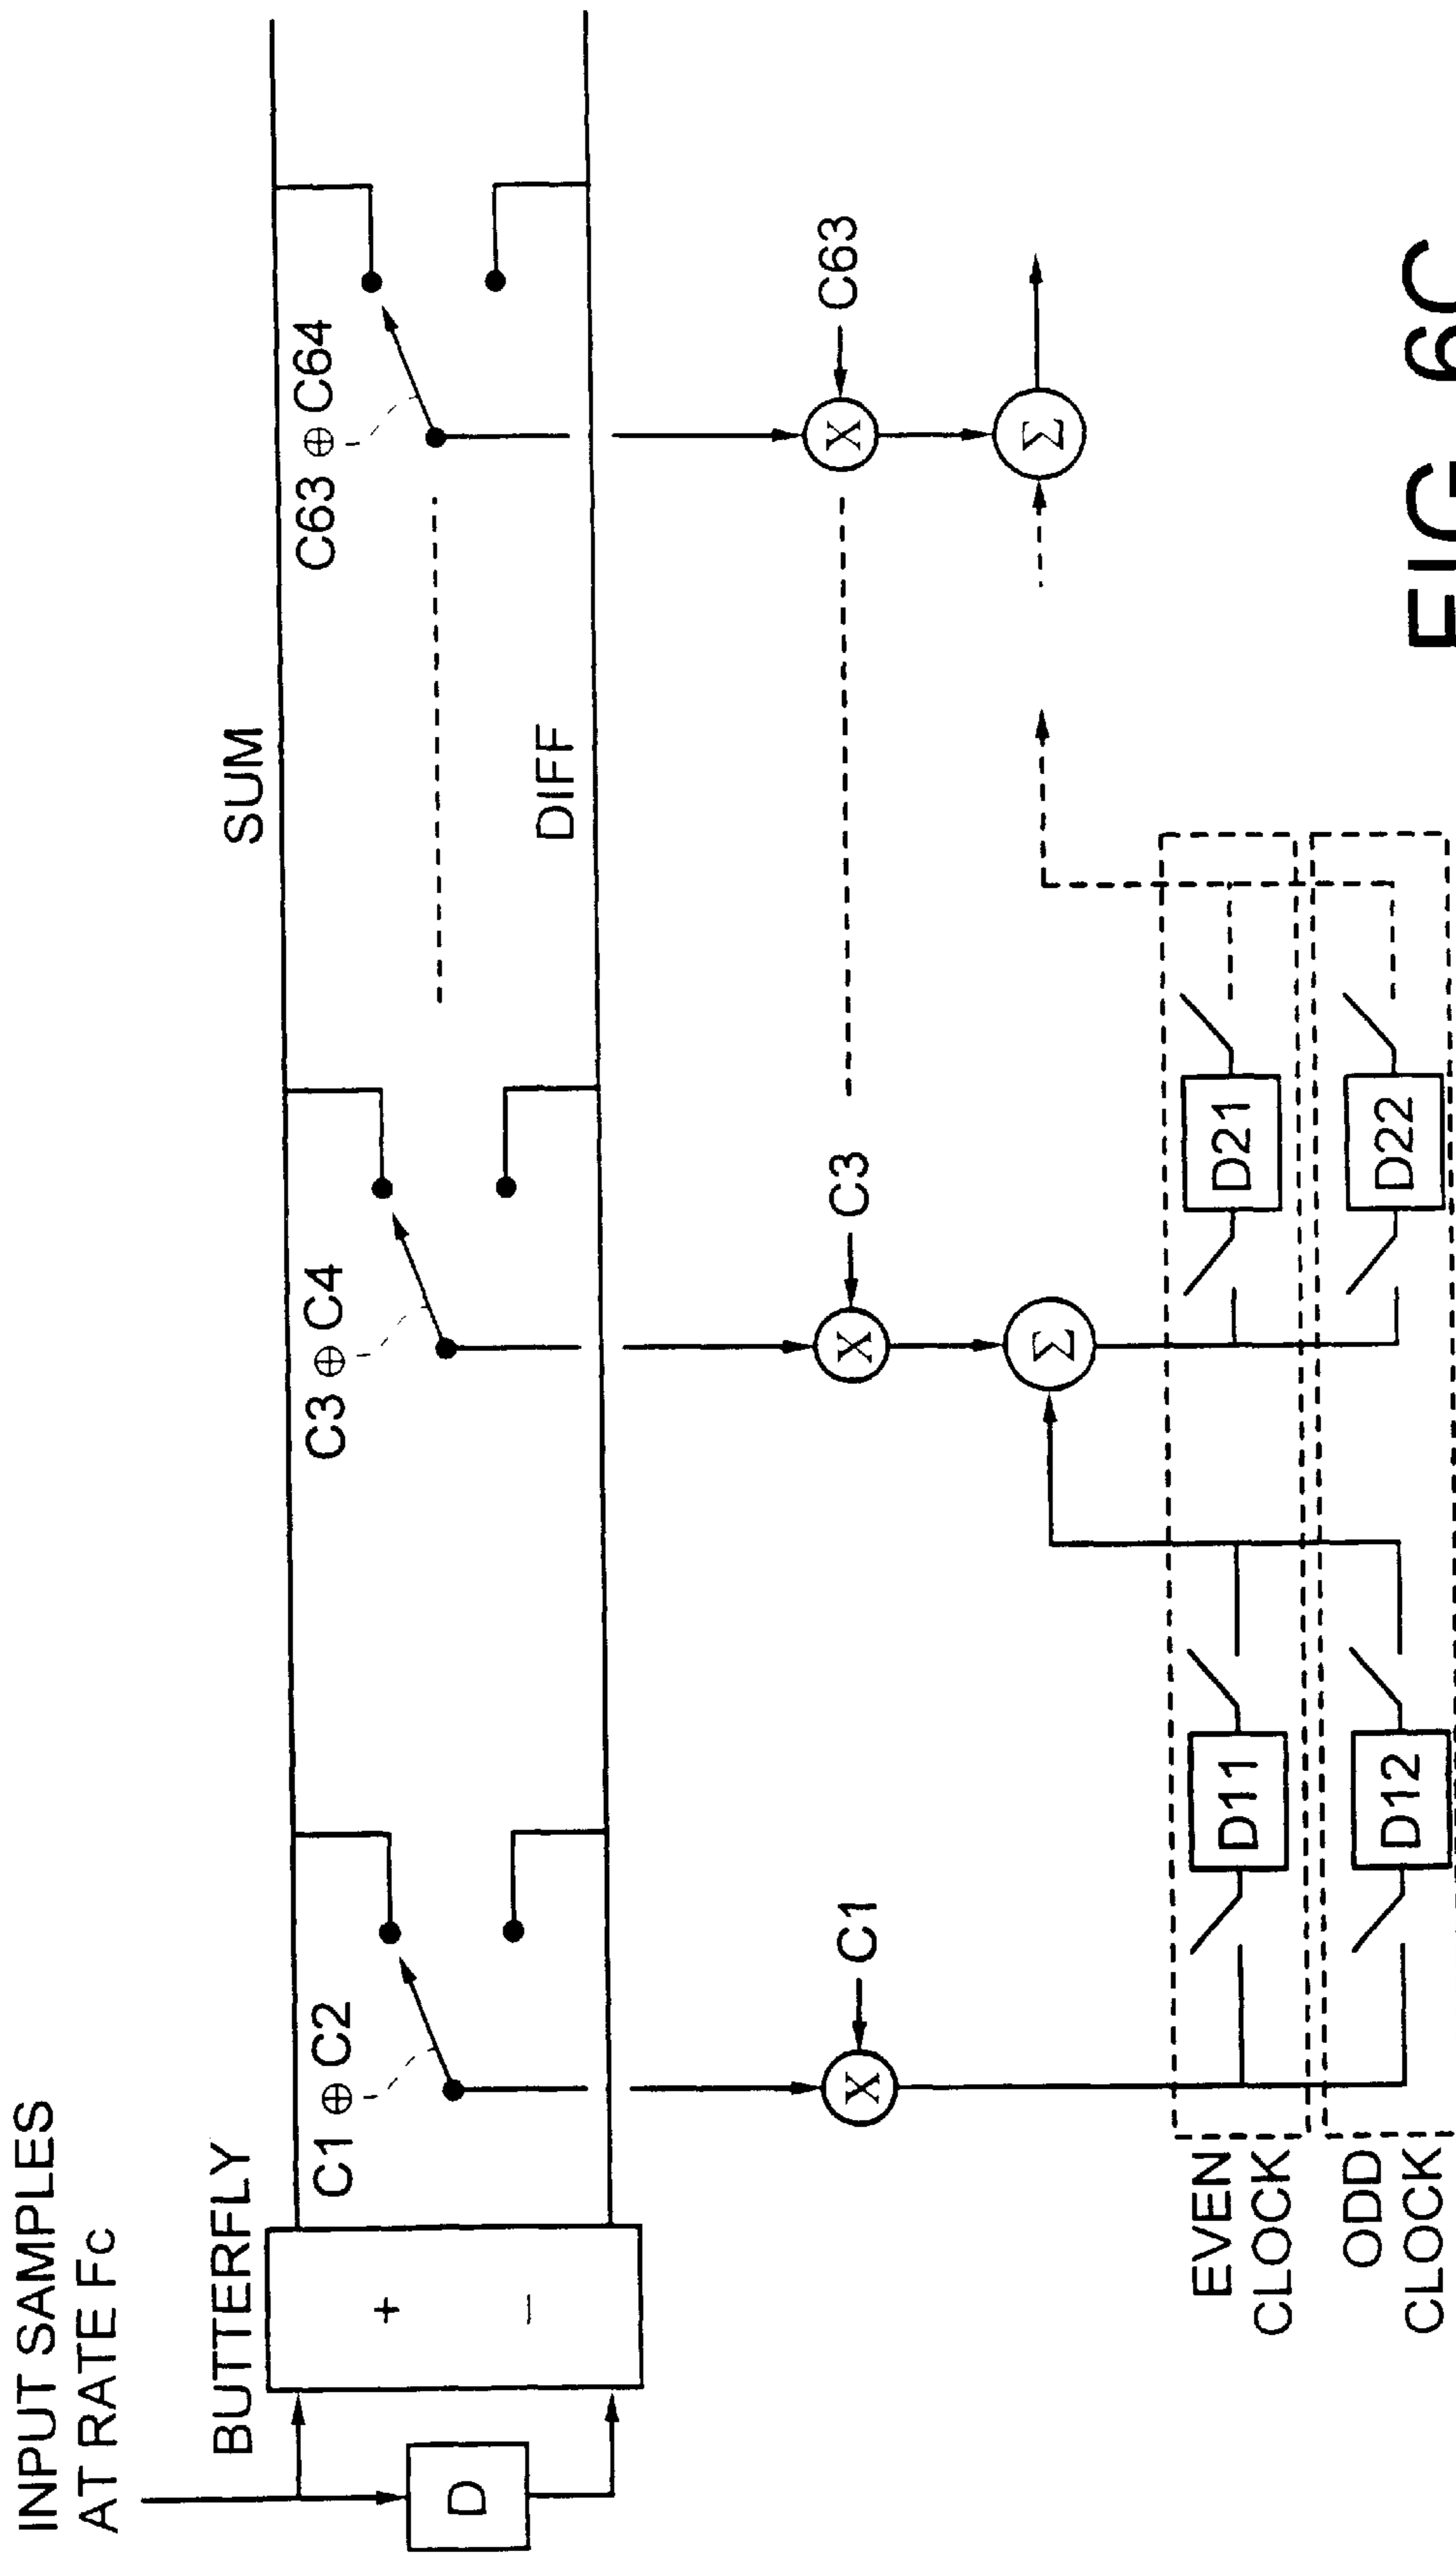 INPUT SAMPLES
AT RATE Fc
BUTTERFLY
D
+
−
SUM
DIFF
C1 ⊕ C2
C3 ⊕ C4
C63 ⊕ C64
X
C1
X
C3
X
C63
Σ
Σ
EVEN
CLOCK
D11
D21
ODD
CLOCK
D12
D22
FIG. 6C